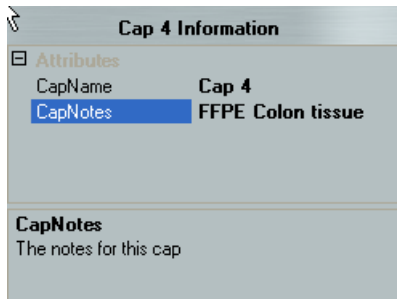 Cap 4 Information
Attributes
CapName Cap 4
CapNotes FFPE Colon tissue
CapNotes
The notes for this cap